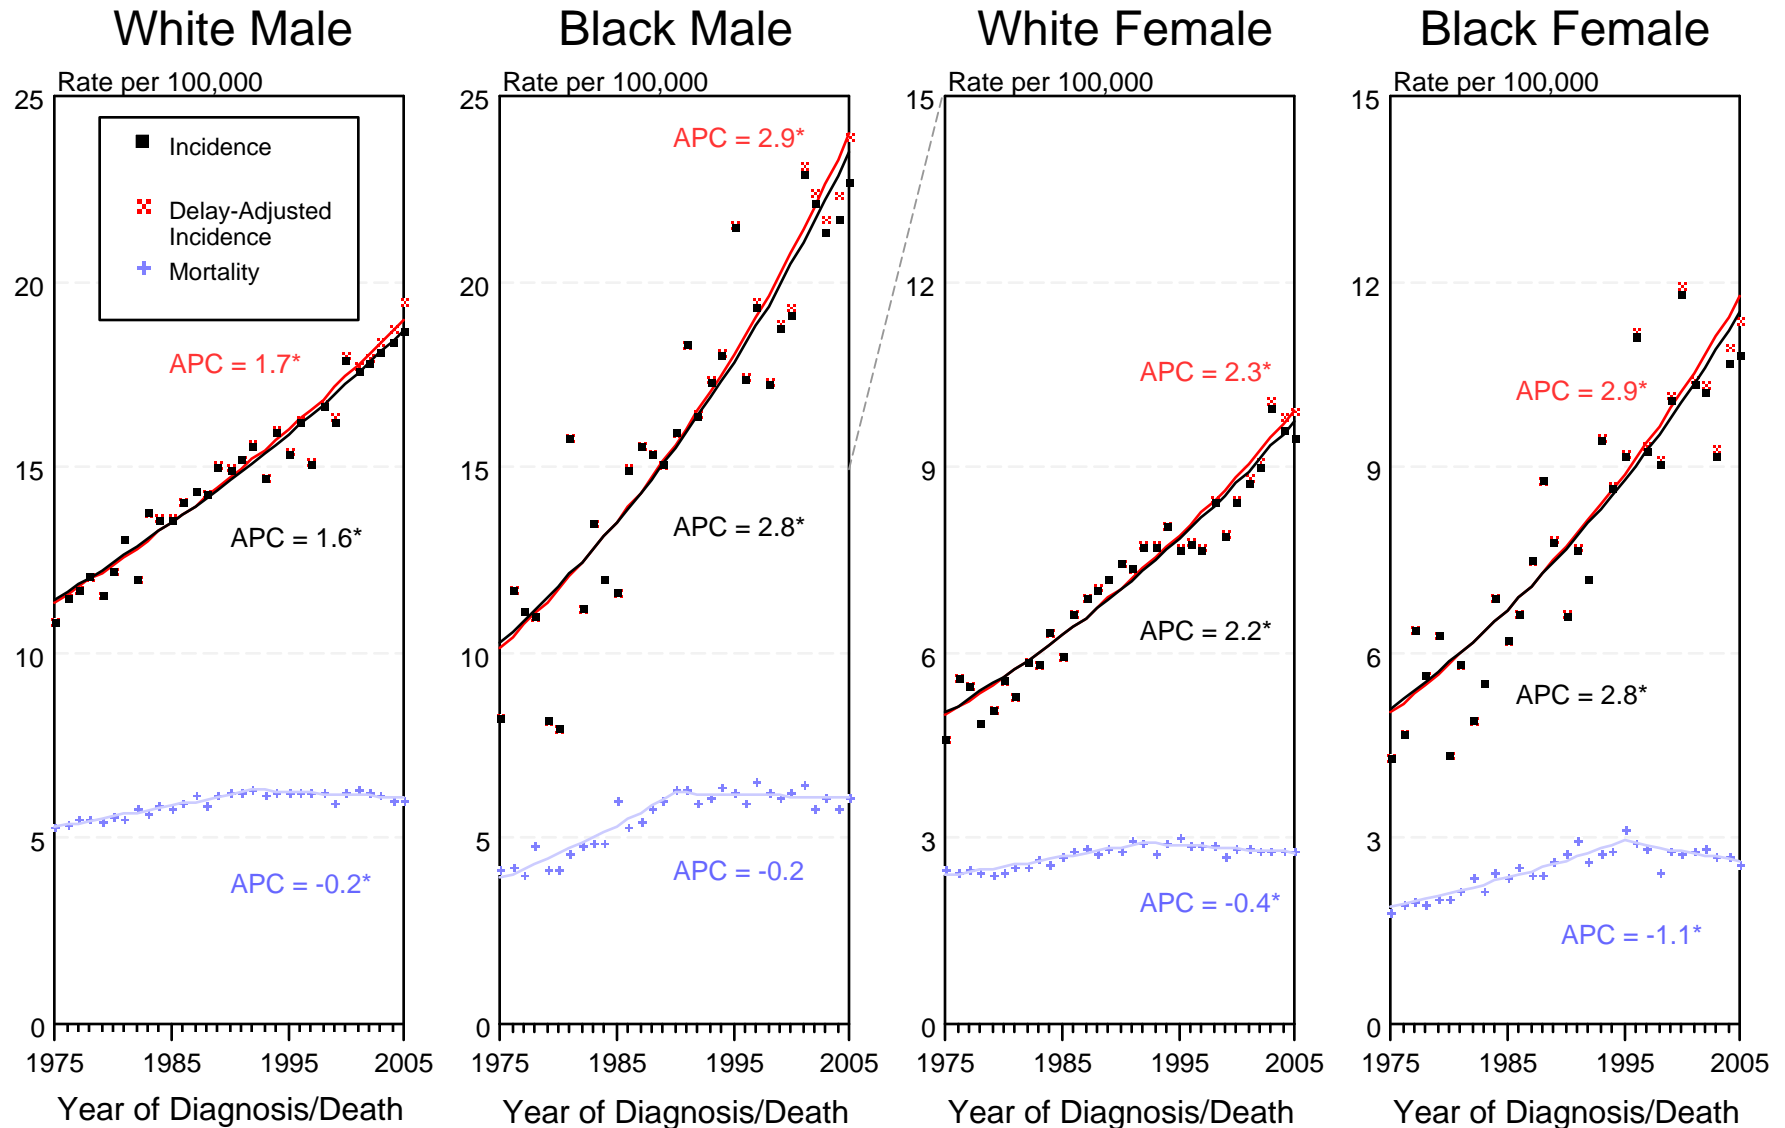 White Male
Black Male
White Female
Black Female
Rate per 100,000
25
20
15
10
5
0
Incidence
Delay-Adjusted
Incidence
Mortality
APC = 1.7*
APC = 1.6*
APC = -0.2*
1975
1985
1995
2005
Year of Diagnosis/Death
Rate per 100,000
25
20
15
10
5
0
APC = 2.9*
APC = 2.8*
APC = -0.2
1975
1985
1995
2005
Year of Diagnosis/Death
Rate per 100,000
15
12
9
6
3
0
APC = 2.3*
APC = 2.2*
APC = -0.4*
1975
1985
1995
2005
Year of Diagnosis/Death
Rate per 100,000
15
12
9
6
3
0
APC = 2.9*
APC = 2.8*
APC = -1.1*
1975
1985
1995
2005
Year of Diagnosis/Death